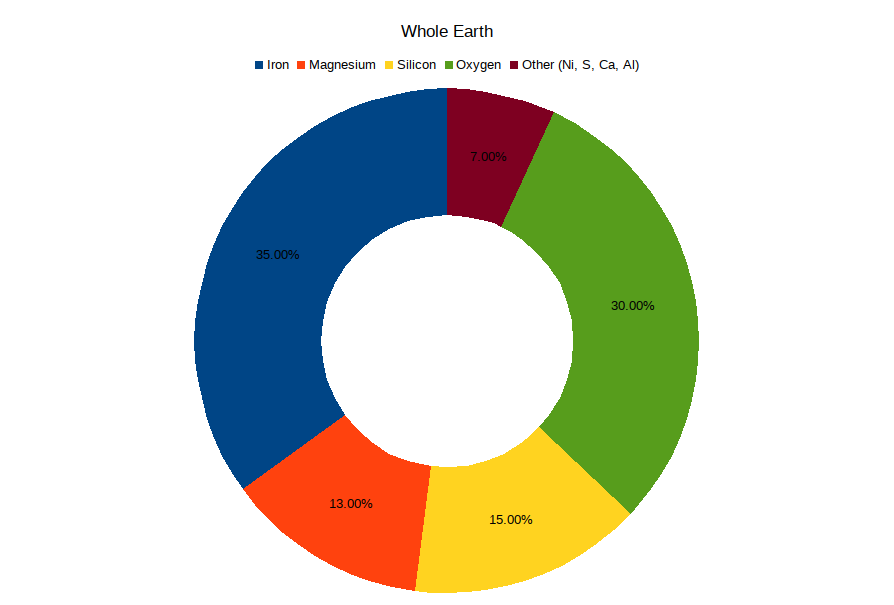 Whole Earth
Iron Magnesium Silicon Oxygen Other (Ni, S, Ca, Al)
7.00%
35.00%
30.00%
13.00%
15.00%